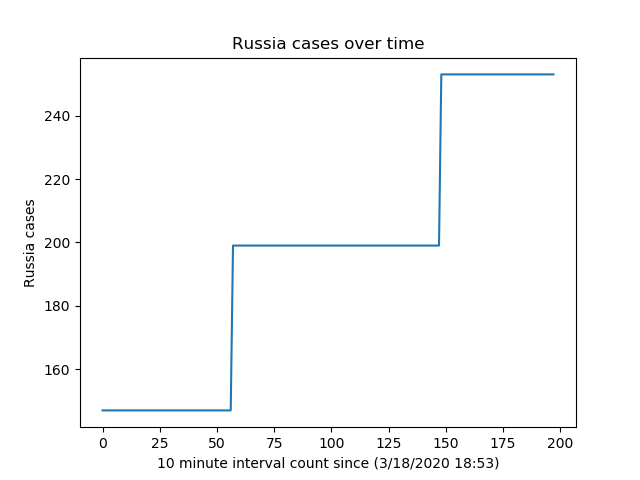 Russia cases over time
240
220
200
180
160
Russia cases
0 25 50 75 100 125 150 175 200
10 minute interval count since (3/18/2020 18:53)